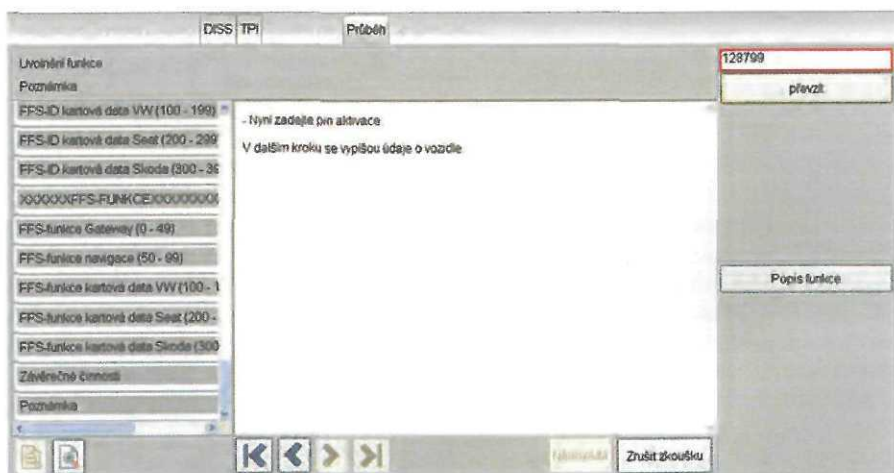 DISS TPI Průběh
Uvolnění funkce
Poznámka
FFS-ID kartová data VW (100 - 199)
FFS-ID kartová data Seat (200 - 299
FFS-ID kartová data Skoda (300 - 39
XXXXXXFFS-FUNKCEXXXXXXXXX
FFS-funkce Gateway (0 - 49)
FFS-funkce navigace (50 - 99)
FFS-funkce kartová data VW (100 - 1
FFS-funkce kartová data Seat (200 -
FFS-funkce kartová data Skoda (300
Závěrečné činnosti
Poznámka
- Nyní zadejte pin aktivace
V dalším kroku se vypíšou údaje o vozidle
128799
převzít
Popis funkce
Zrušit zkoušku